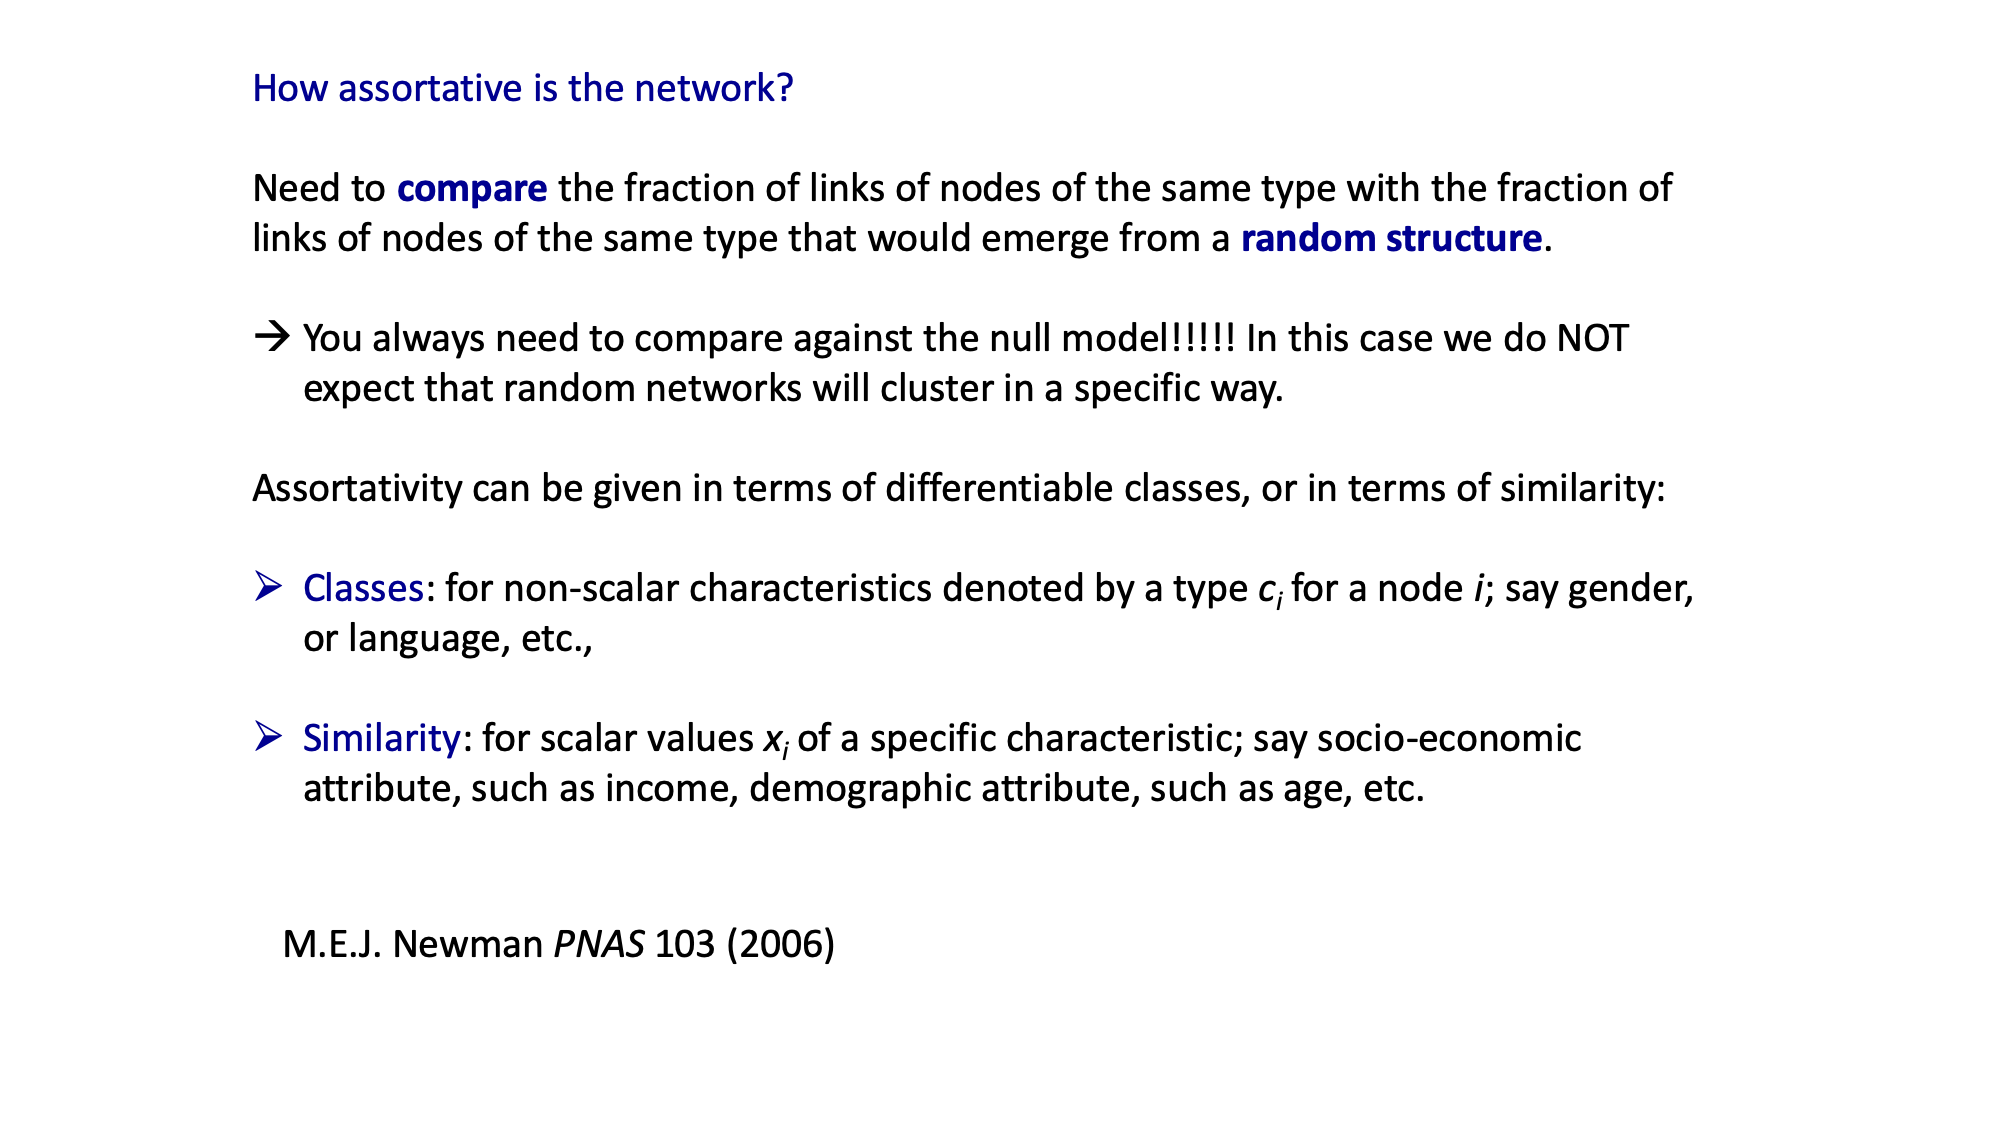 How assortative is the network?
Need to compare the fraction of links of nodes of the same type with the fraction of
links of nodes of the same type that would emerge from a random structure.
→ You always need to compare against the null model!!!!! In this case we do NOT
expect that random networks will cluster in a specific way.
Assortativity can be given in terms of differentiable classes, or in terms of similarity:
➢ Classes: for non-scalar characteristics denoted by a type cᵢ for a node i; say gender,
or language, etc.,
➢ Similarity: for scalar values xᵢ of a specific characteristic; say socio-economic
attribute, such as income, demographic attribute, such as age, etc.
M.E.J. Newman PNAS 103 (2006)